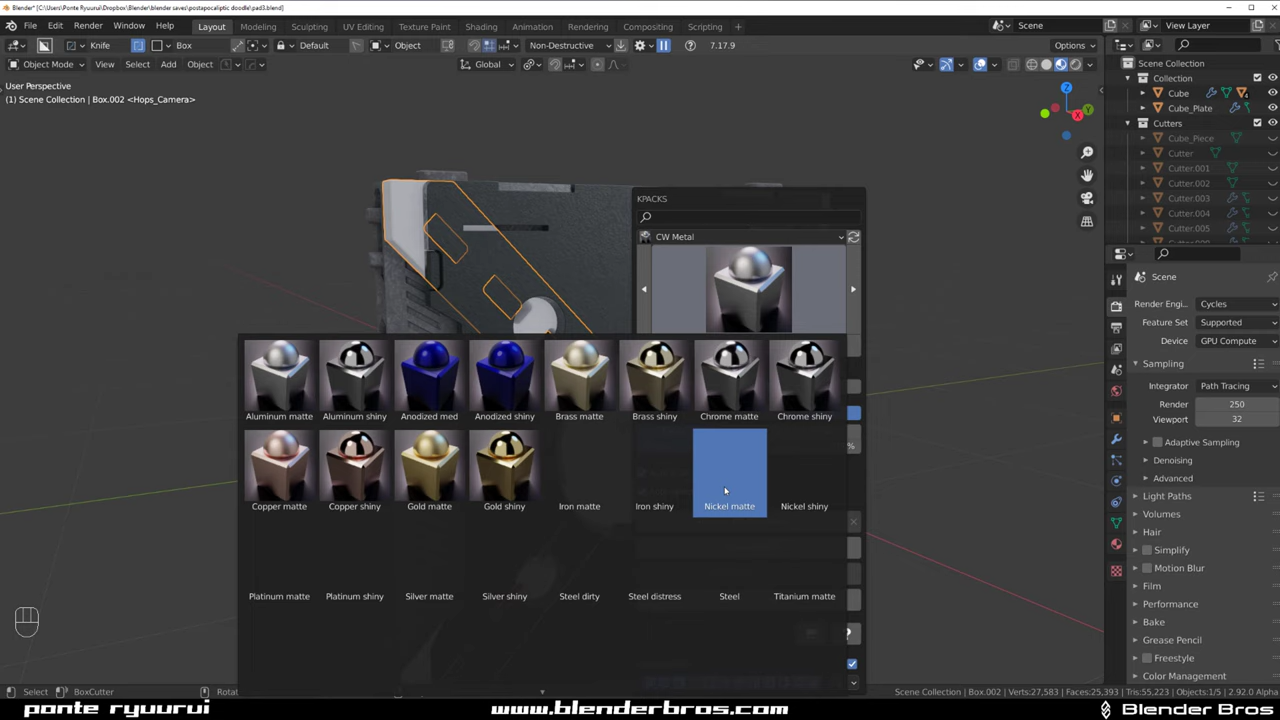 Blender* [C:\Users\Ponte Ryuurui\Dropbox\Blender\blender saves\postapocaliptic doodle\pad3.blend]
File Edit Render Window Help Layout Modeling Sculpting UV Editing Texture Paint Shading Animation Rendering Compositing Scripting + Scene View Layer
Knife Box Default Object Non-Destructive 7.17.9 Options
Object Mode View Select Add Object Global
User Perspective
(1) Scene Collection | Box.002 <Hops_Camera>
Z
X
Y
Scene Collection
Collection
Cube
Cube_Plate
Cutters
Cube_Piece
Cutter
Cutter.001
Cutter.002
Cutter.003
Cutter.004
Cutter.005
KPACKS
CW Metal
%
Aluminum matte Aluminum shiny Anodized med Anodized shiny Brass matte Brass shiny Chrome matte Chrome shiny
Copper matte Copper shiny Gold matte Gold shiny Iron matte Iron shiny Nickel matte Nickel shiny
Platinum matte Platinum shiny Silver matte Silver shiny Steel dirty Steel distress Steel Titanium matte
Scene
Render Engi.. Cycles
Feature Set Supported
Device GPU Compute
Sampling
Integrator Path Tracing
Render 250
Viewport 32
Adaptive Sampling
Denoising
Advanced
Light Paths
Volumes
Hair
Simplify
Motion Blur
Film
Performance
Bake
Grease Pencil
Freestyle
Color Management
Select BoxCutter Rotat Scene Collection | Box.002 | Verts:27,583 | Faces:25,393 | Tris:55,223 | Objects:1/5 | 2.92.0 Alpha
ponte ryuurui www.blenderbros.com Blender Bros